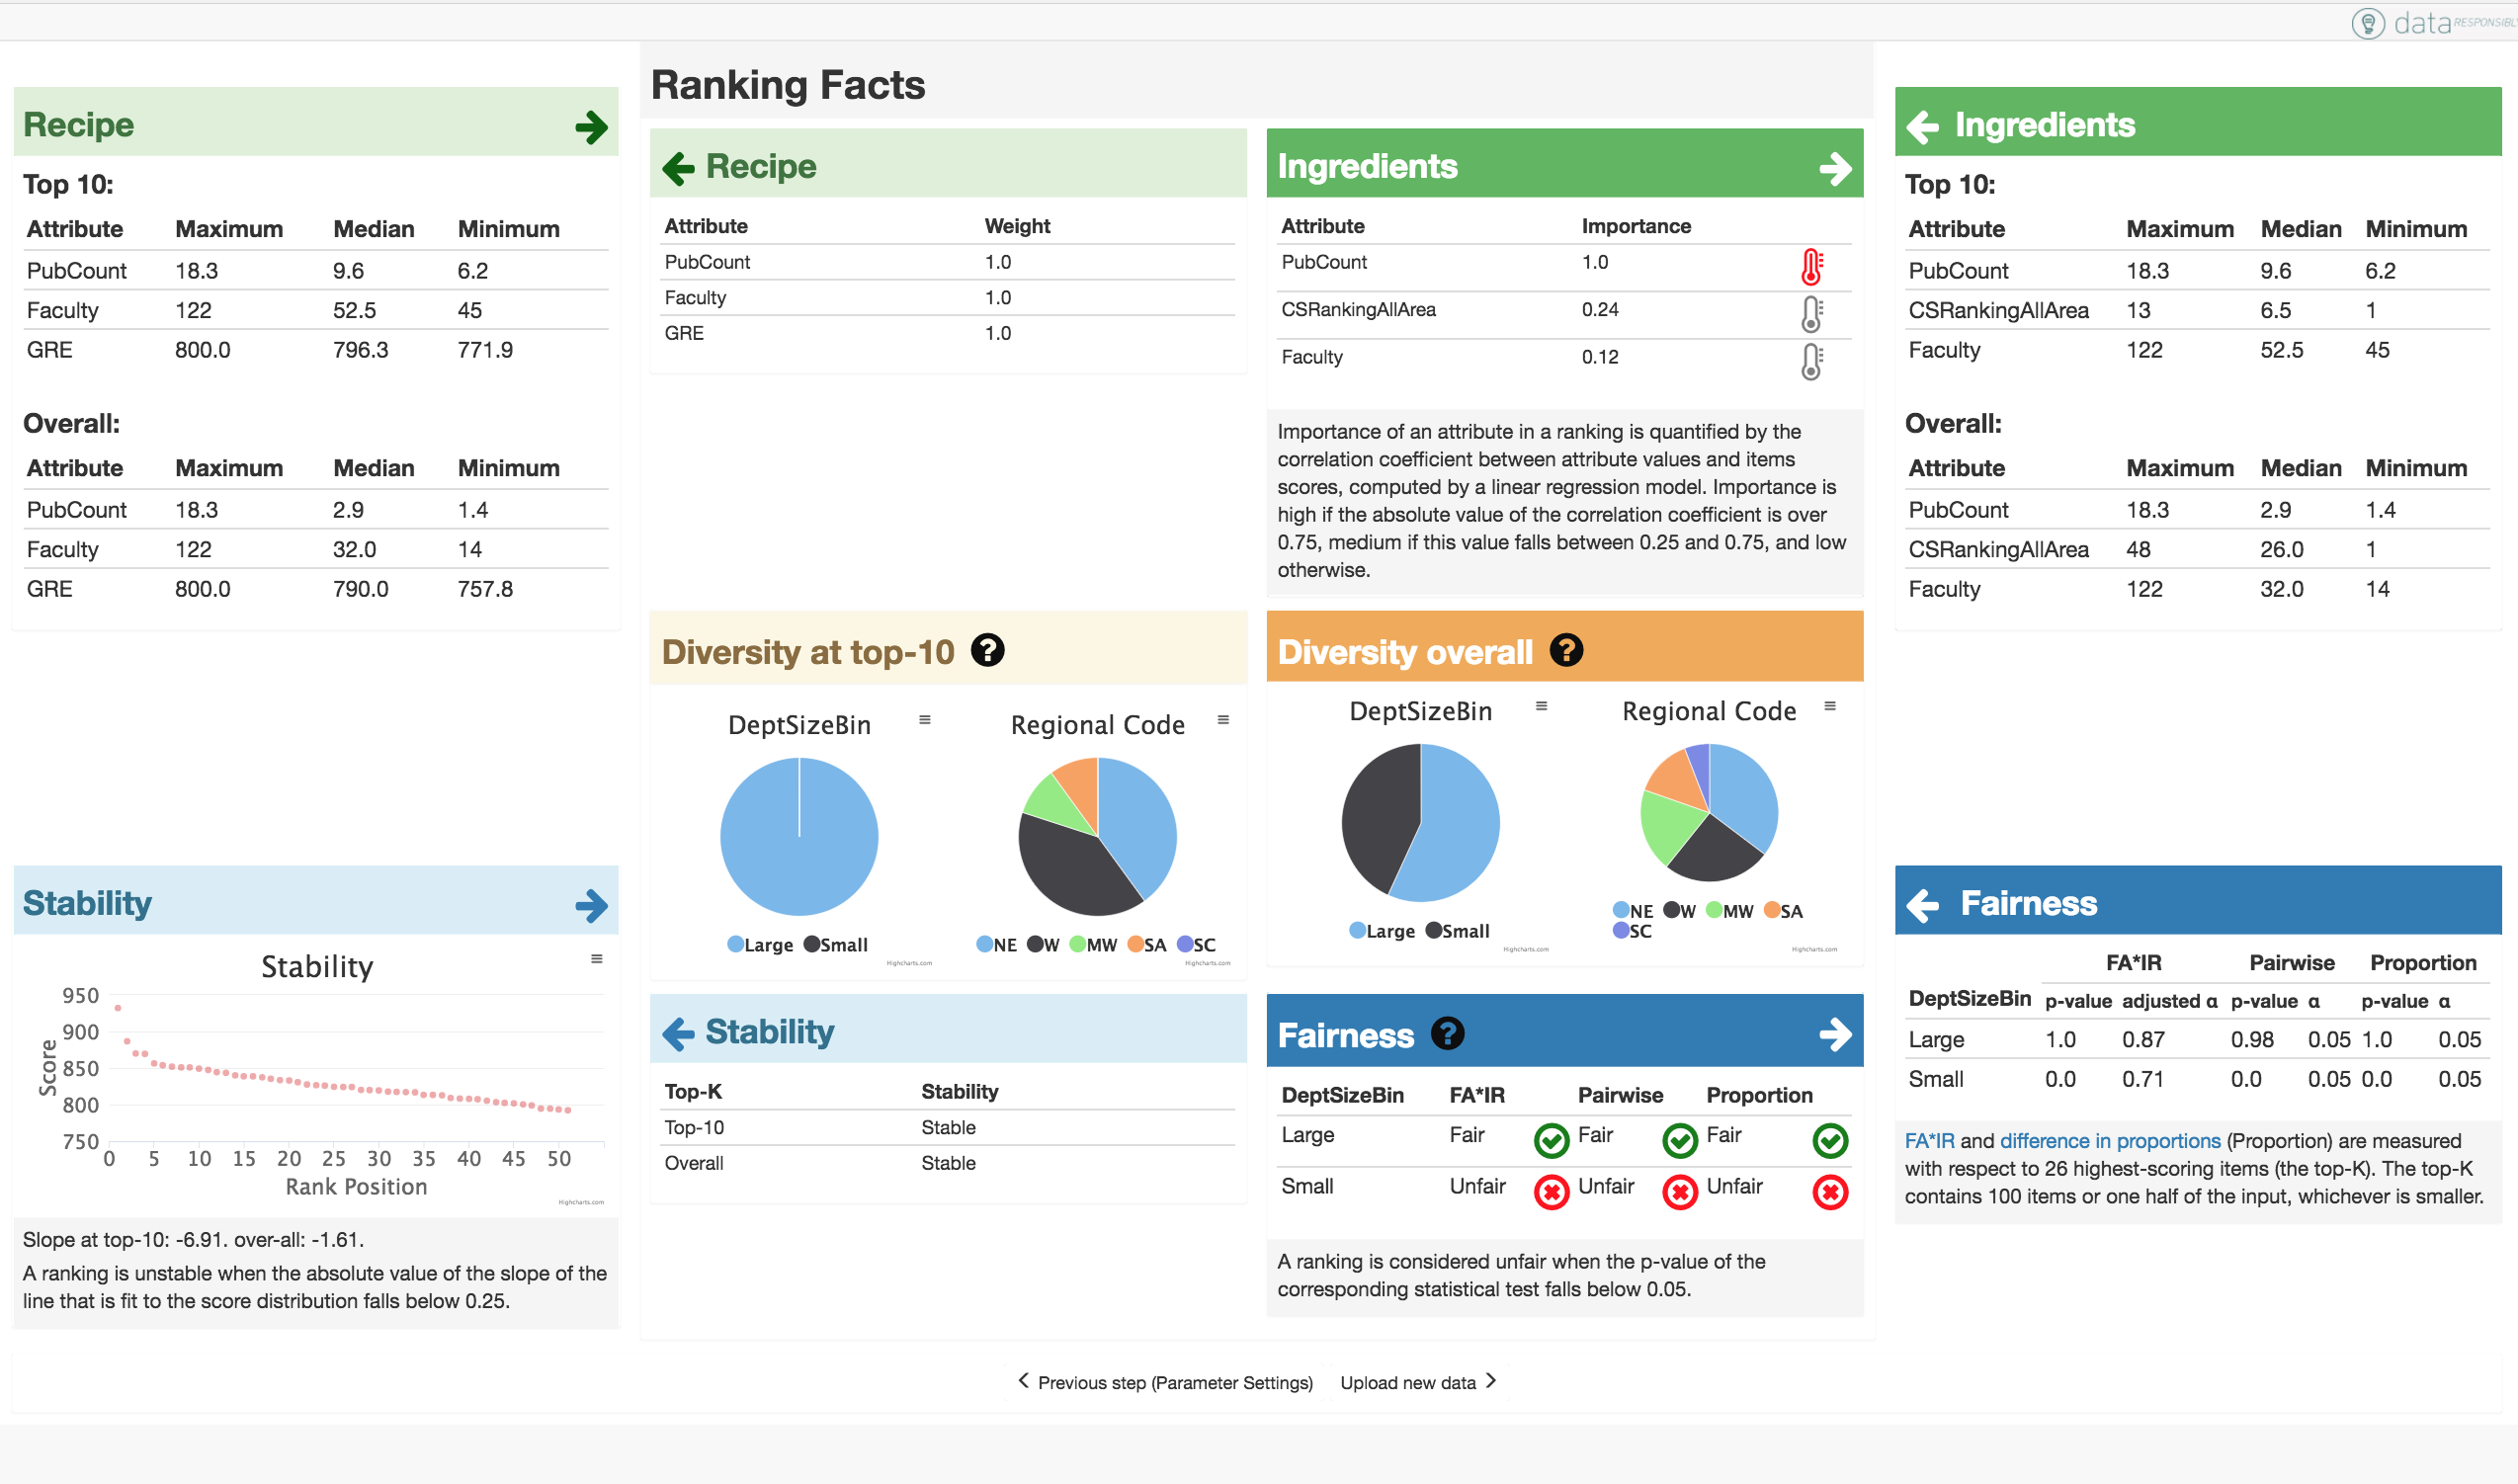 data RESPONSIBLY
Ranking Facts
Recipe
Top 10:
Attribute Maximum Median Minimum
PubCount 18.3 9.6 6.2
Faculty 122 52.5 45
GRE 800.0 796.3 771.9
Overall:
Attribute Maximum Median Minimum
PubCount 18.3 2.9 1.4
Faculty 122 32.0 14
GRE 800.0 790.0 757.8
Stability
Stability
Score
950
900
850
800
750
0 5 10 15 20 25 30 35 40 45 50
Rank Position
Highcharts.com
Slope at top-10: -6.91. over-all: -1.61.
A ranking is unstable when the absolute value of the slope of the
line that is fit to the score distribution falls below 0.25.
Recipe
Attribute Weight
PubCount 1.0
Faculty 1.0
GRE 1.0
Ingredients
Attribute Importance
PubCount 1.0
CSRankingAllArea 0.24
Faculty 0.12
Importance of an attribute in a ranking is quantified by the
correlation coefficient between attribute values and items
scores, computed by a linear regression model. Importance is
high if the absolute value of the correlation coefficient is over
0.75, medium if this value falls between 0.25 and 0.75, and low
otherwise.
Diversity at top-10 ?
DeptSizeBin
Large Small
Highcharts.com
Regional Code
NE W MW SA SC
Highcharts.com
Diversity overall ?
DeptSizeBin
Large Small
Highcharts.com
Regional Code
NE W MW SA
SC
Highcharts.com
Stability
Top-K Stability
Top-10 Stable
Overall Stable
Fairness ?
DeptSizeBin FA*IR Pairwise Proportion
Large Fair Fair Fair
Small Unfair Unfair Unfair
A ranking is considered unfair when the p-value of the
corresponding statistical test falls below 0.05.
Ingredients
Top 10:
Attribute Maximum Median Minimum
PubCount 18.3 9.6 6.2
CSRankingAllArea 13 6.5 1
Faculty 122 52.5 45
Overall:
Attribute Maximum Median Minimum
PubCount 18.3 2.9 1.4
CSRankingAllArea 48 26.0 1
Faculty 122 32.0 14
Fairness
FA*IR Pairwise Proportion
DeptSizeBin p-value adjusted α p-value α p-value α
Large 1.0 0.87 0.98 0.05 1.0 0.05
Small 0.0 0.71 0.0 0.05 0.0 0.05
FA*IR and difference in proportions (Proportion) are measured
with respect to 26 highest-scoring items (the top-K). The top-K
contains 100 items or one half of the input, whichever is smaller.
Previous step (Parameter Settings) Upload new data